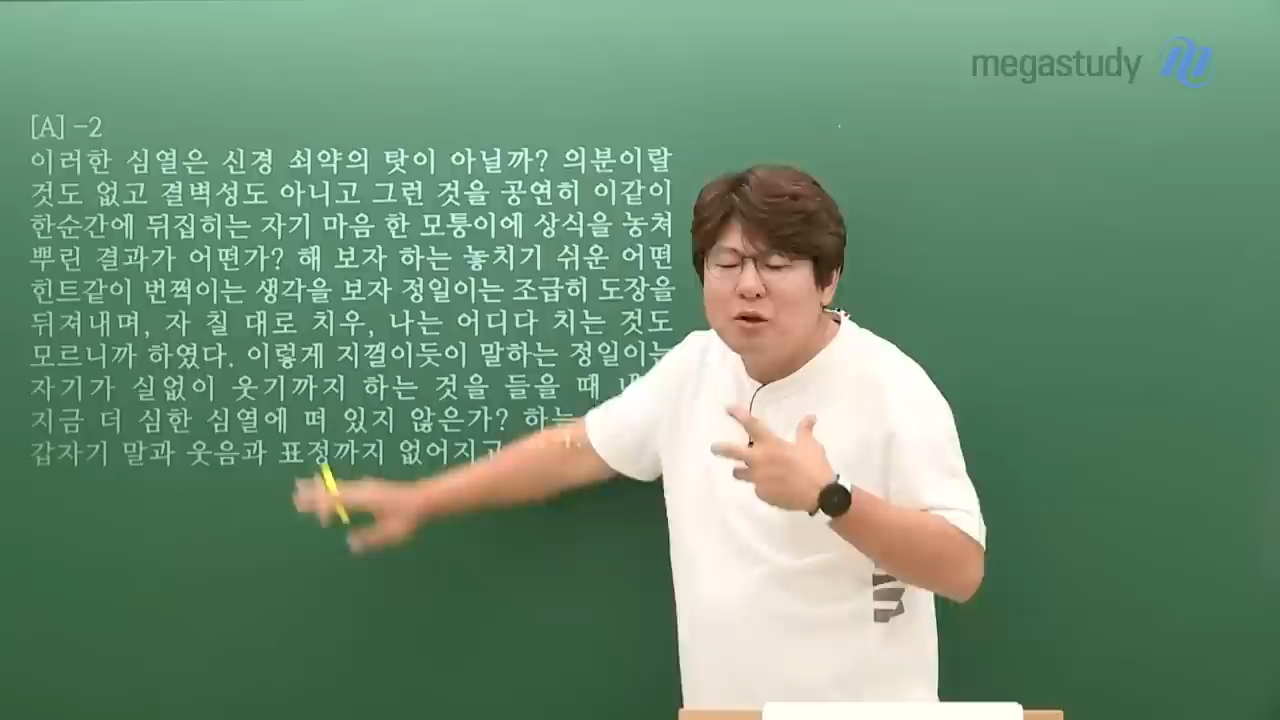 megastudy
[A]-2
이러한 심열은 신경 쇠약의 탓이 아닐까? 의분이랄
것도 없고 결벽성도 아니고 그런 것을 공연히 이같이
한순간에 뒤집히는 자기 마음 한 모퉁이에 상식을 놓쳐
뿌린 결과가 어떤가? 해 보자 하는 놓치기 쉬운 어떤
힌트같이 번쩍이는 생각을 보자 정일이는 조급히 도장을
뒤져내며, 자 칠 대로 치우, 나는 어디다 치는 것도
모르니까 하였다. 이렇게 지껄이듯이 말하는 정일이는
자기가 실없이 웃기까지 하는 것을 들을 때
지금 더 심한 심열에 떠 있지 않은가? 하는
갑자기 말과 웃음과 표정까지 없어지고